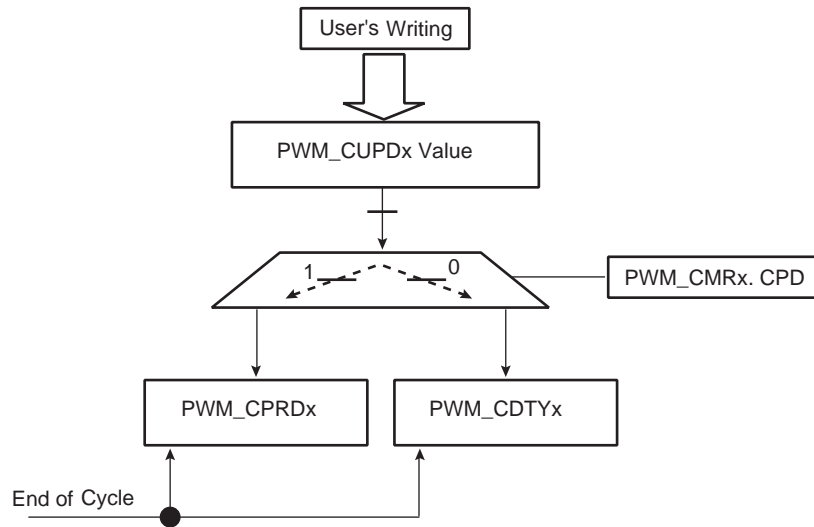 User's Writing
PWM_CUPDx Value
1
0
PWM_CMRx. CPD
PWM_CPRDx
PWM_CDTYx
End of Cycle